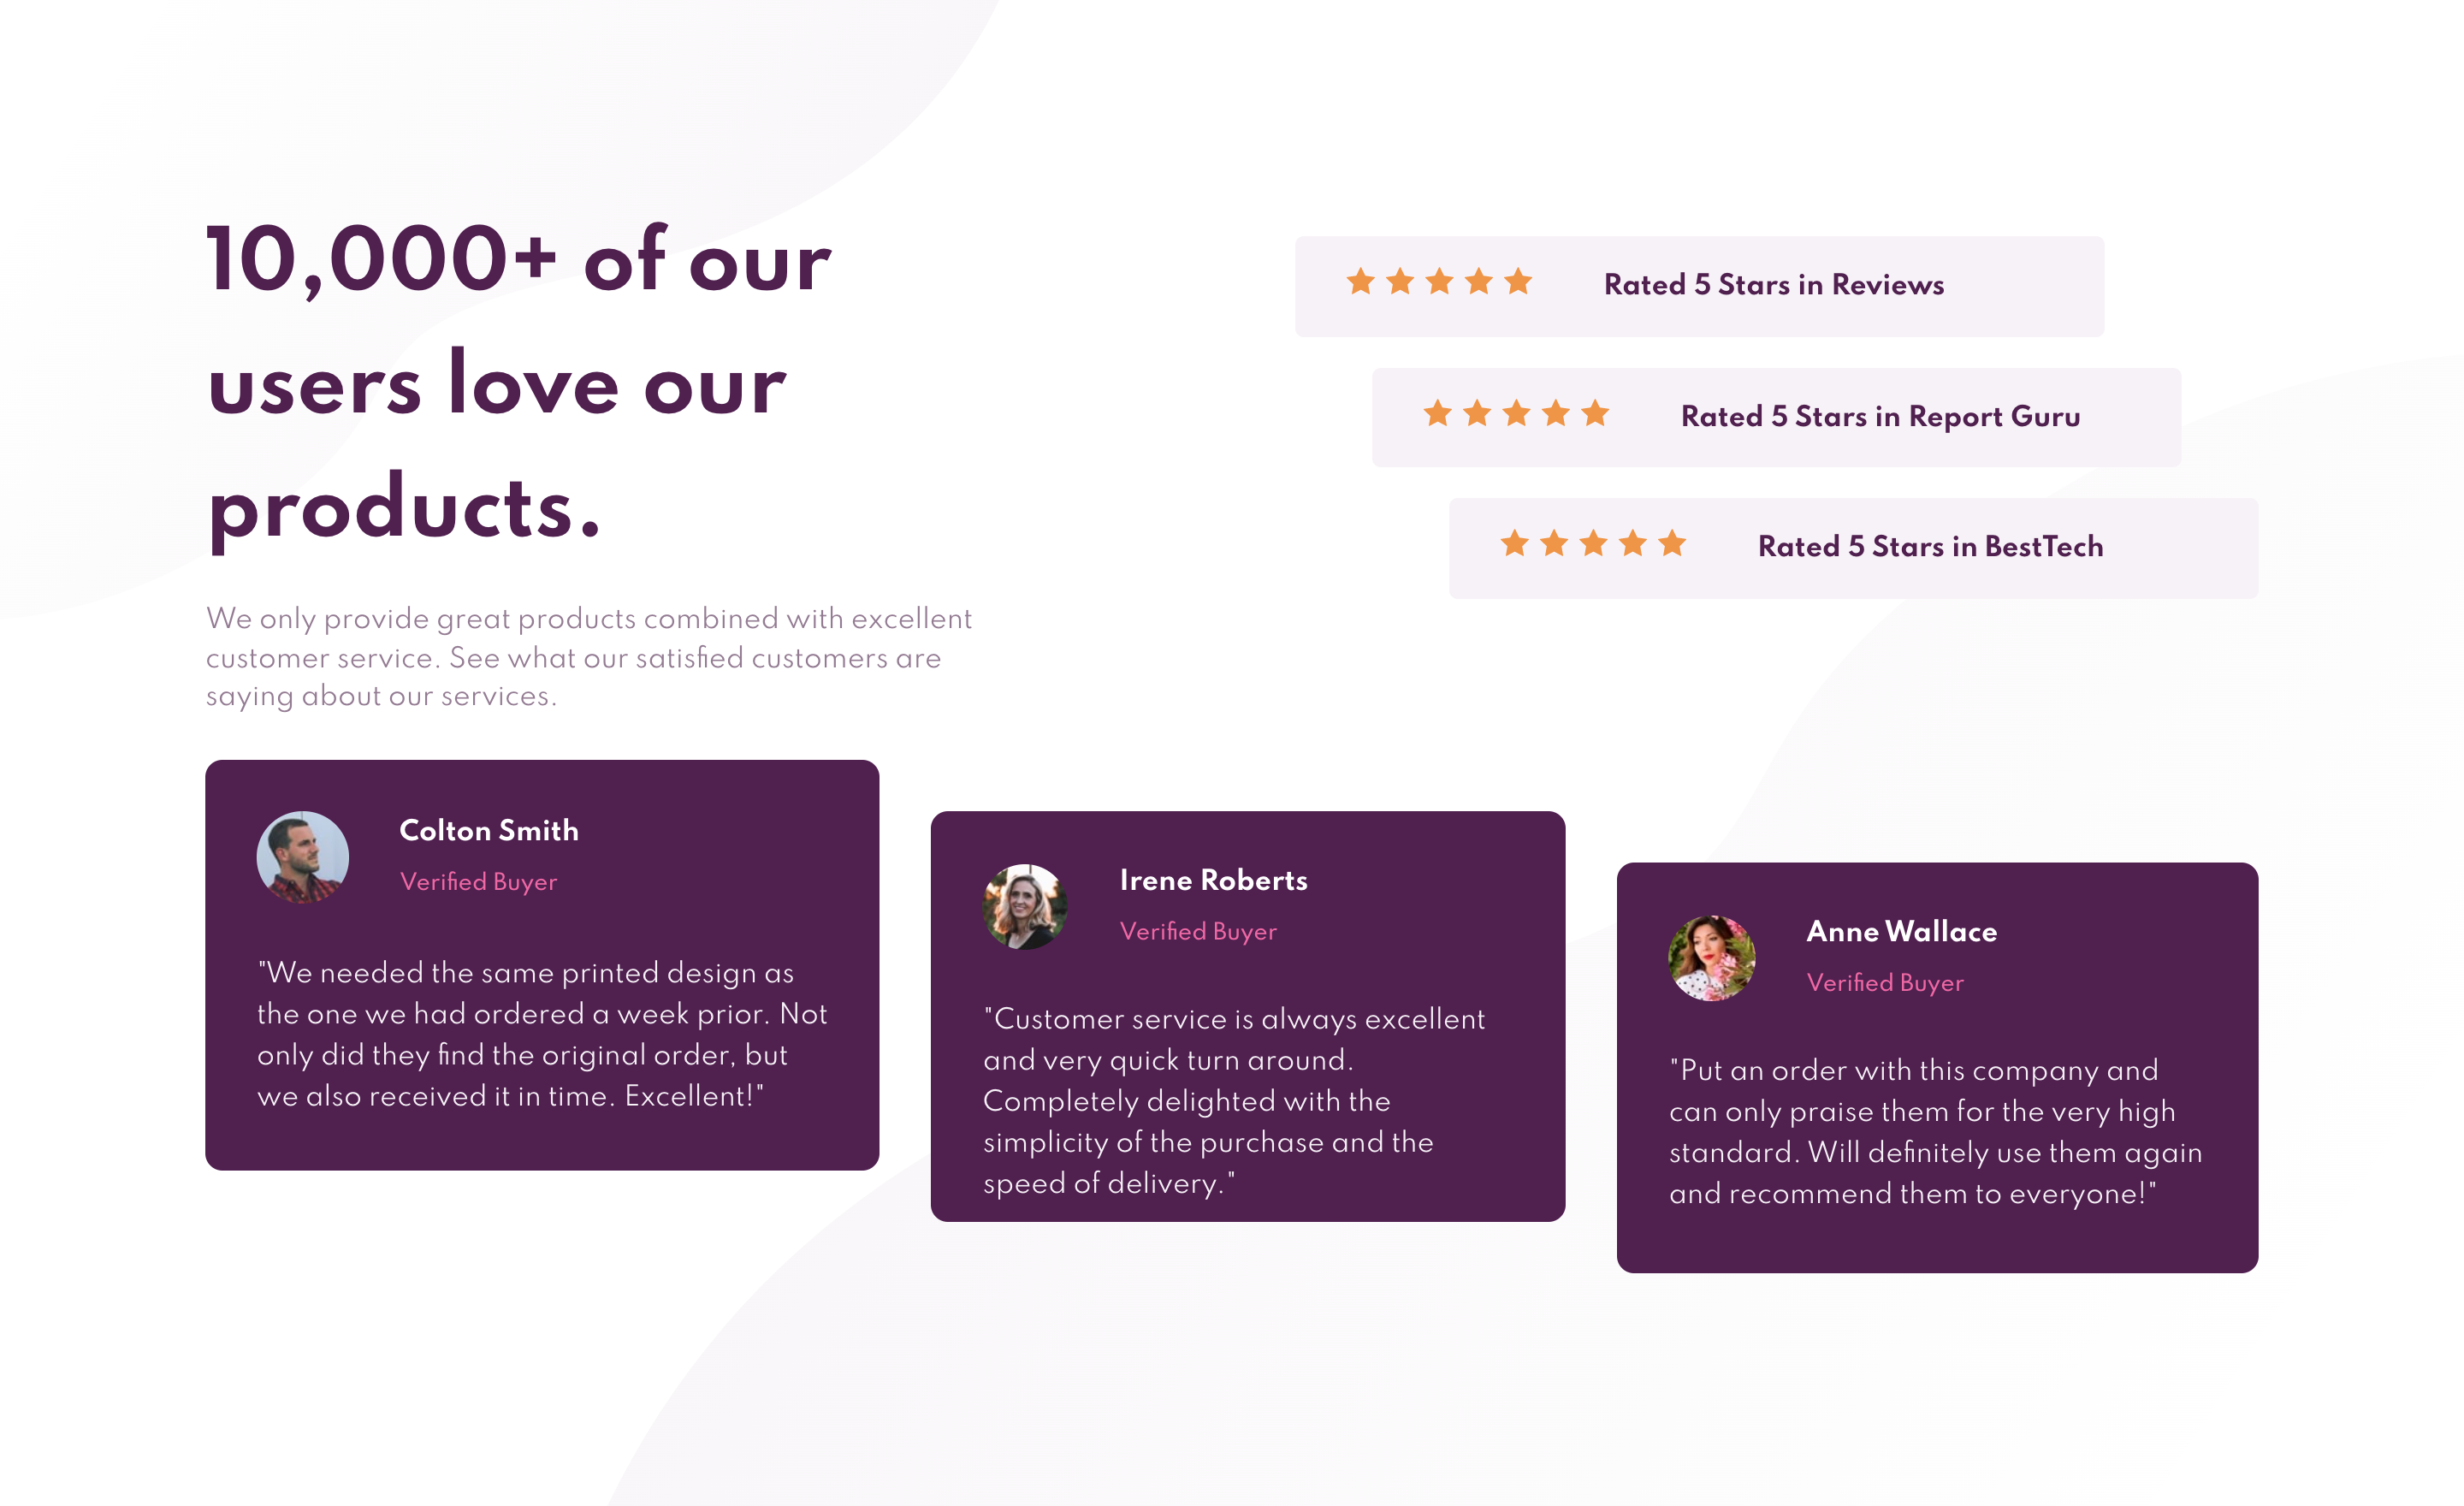 10,000+ of our
users love our
products.
We only provide great products combined with excellent
customer service. See what our satisfied customers are
saying about our services.
Rated 5 Stars in Reviews
Rated 5 Stars in Report Guru
Rated 5 Stars in BestTech
Colton Smith
Verified Buyer
"We needed the same printed design as
the one we had ordered a week prior. Not
only did they find the original order, but
we also received it in time. Excellent!"
Irene Roberts
Verified Buyer
"Customer service is always excellent
and very quick turn around.
Completely delighted with the
simplicity of the purchase and the
speed of delivery."
Anne Wallace
Verified Buyer
"Put an order with this company and
can only praise them for the very high
standard. Will definitely use them again
and recommend them to everyone!"